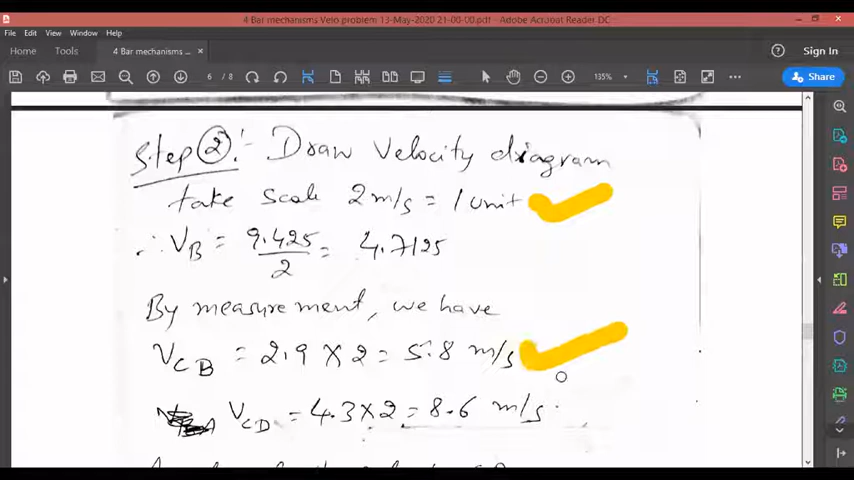 4 Bar mechanisms Velo problem 13-May-2020 21-00-00.pdf - Adobe Acrobat Reader DC
File Edit View Window Help
Home Tools 4 Bar mechanisms ... × Sign In
6 / 8 135% Share
Step 2 :- Draw Velocity diagram
take scale 2 m/s = 1 unit
∴ VB = 9.425/2 = 4.7125
By measurement, we have
VCB = 2.9 × 2 = 5.8 m/s
VCD = 4.3 × 2 = 8.6 m/s